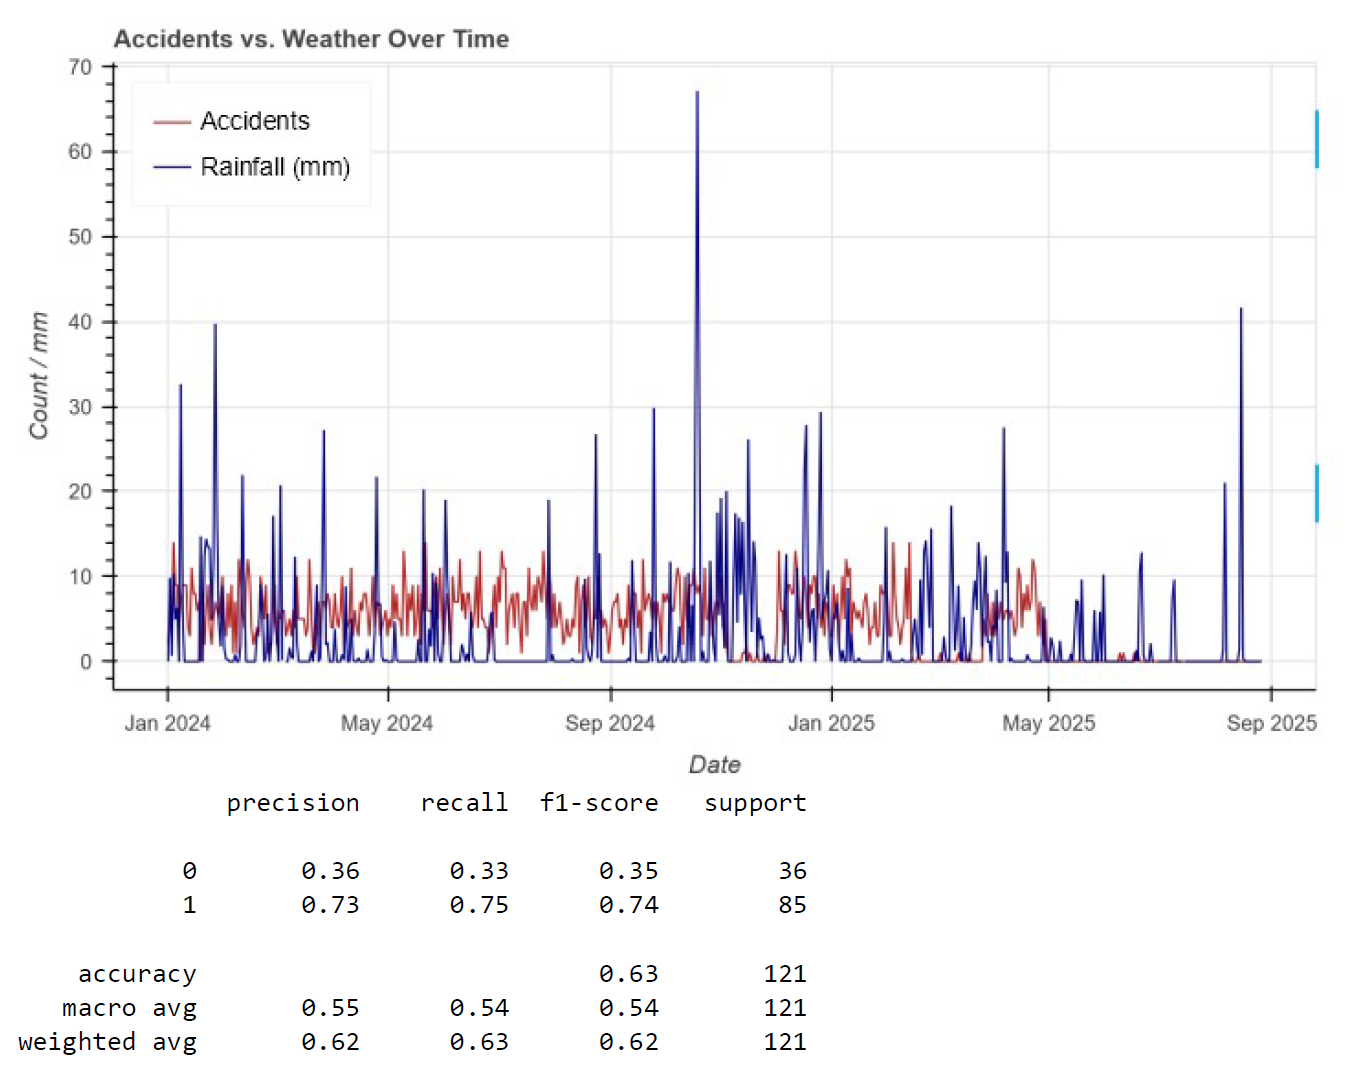 Accidents vs. Weather Over Time
70
60
50
40
30
20
10
0
Count / mm
Accidents
Rainfall (mm)
Jan 2024 May 2024 Sep 2024 Jan 2025 May 2025 Sep 2025
Date
precision recall f1-score support
0 0.36 0.33 0.35 36
1 0.73 0.75 0.74 85
accuracy 0.63 121
macro avg 0.55 0.54 0.54 121
weighted avg 0.62 0.63 0.62 121